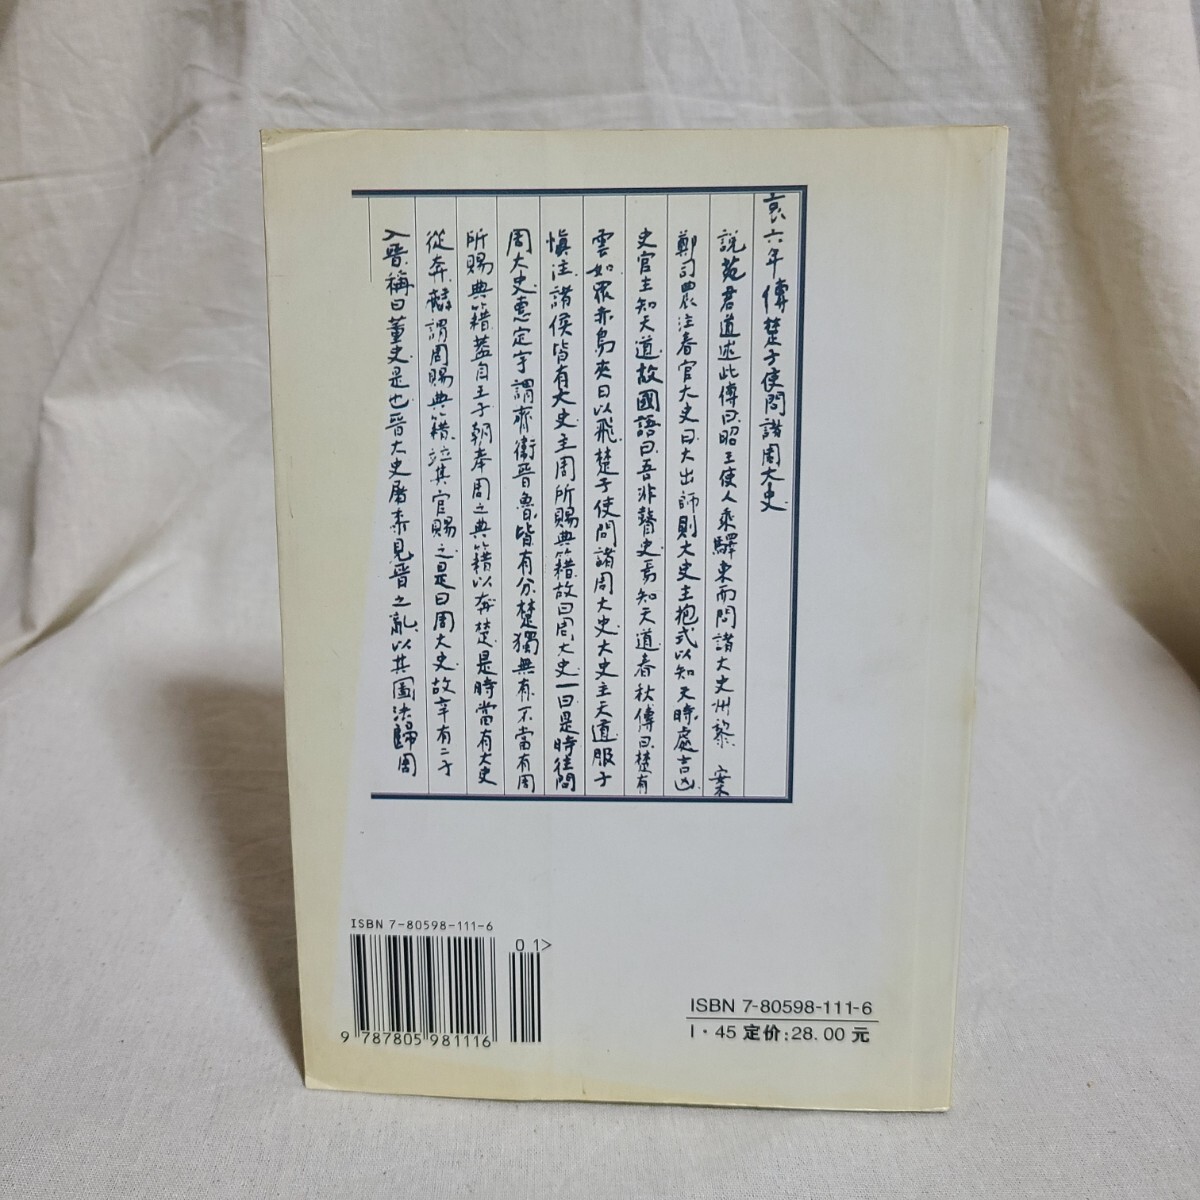 哀六年傳楚子使問諸周大史
說苑君道述此傳曰昭王使人乘驛東而問諸大史州黎　案
鄭司農注春官大史曰大出師則大史主抱式以知天時處吉凶
史官主知天道故國語曰吾非瞽史焉知天道春秋傳曰楚有
雲如眾赤鳥夾日以飛楚子使問諸周大史大史主天道服子
慎注諸侯皆有大史主周所賜典籍故曰周大史一曰是時往問
周大史惠定宇謂齊衛晉魯皆有分楚獨無有不當有周
所賜典籍蓋自王子朝奉周之典籍以奔楚是時當有大史
從奔麟謂周賜典籍並其官賜之是曰周大史故辛有二子
入晉稱曰董史是也晉大史屠黍見晉之亂以其圖法歸周
ISBN 7-80598-111-6
01>
9 787805 981116
ISBN 7-80598-111-6
I·45 定价:28.00 元